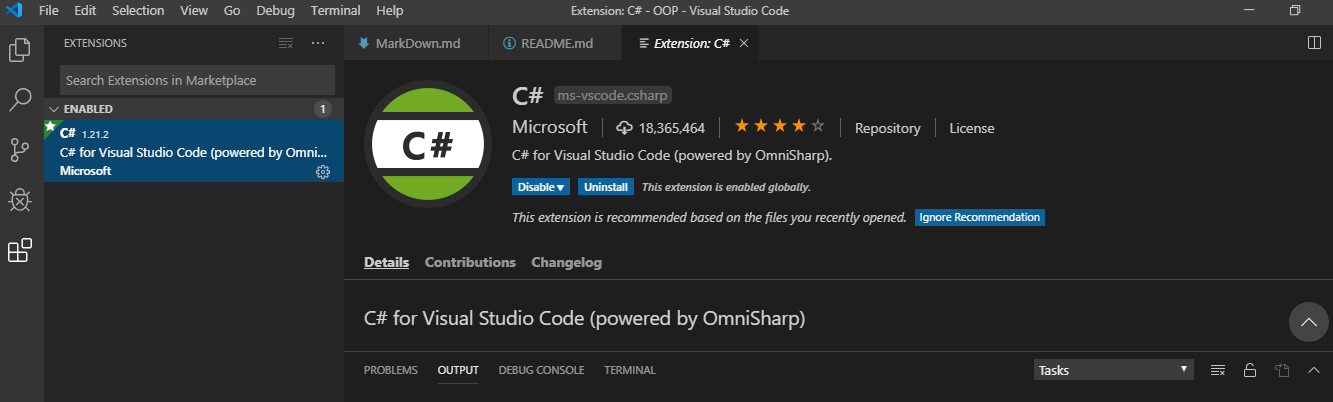 File Edit Selection View Go Debug Terminal Help Extension: C# - OOP - Visual Studio Code
EXTENSIONS
MarkDown.md README.md Extension: C#
Search Extensions in Marketplace
ENABLED 1
C# 1.21.2
C# for Visual Studio Code (powered by Omni...
Microsoft
C#
C# ms-vscode.csharp
Microsoft 18,365,464 Repository License
C# for Visual Studio Code (powered by OmniSharp).
Disable Uninstall This extension is enabled globally.
This extension is recommended based on the files you recently opened. Ignore Recommendation
Details Contributions Changelog
C# for Visual Studio Code (powered by OmniSharp)
PROBLEMS OUTPUT DEBUG CONSOLE TERMINAL Tasks